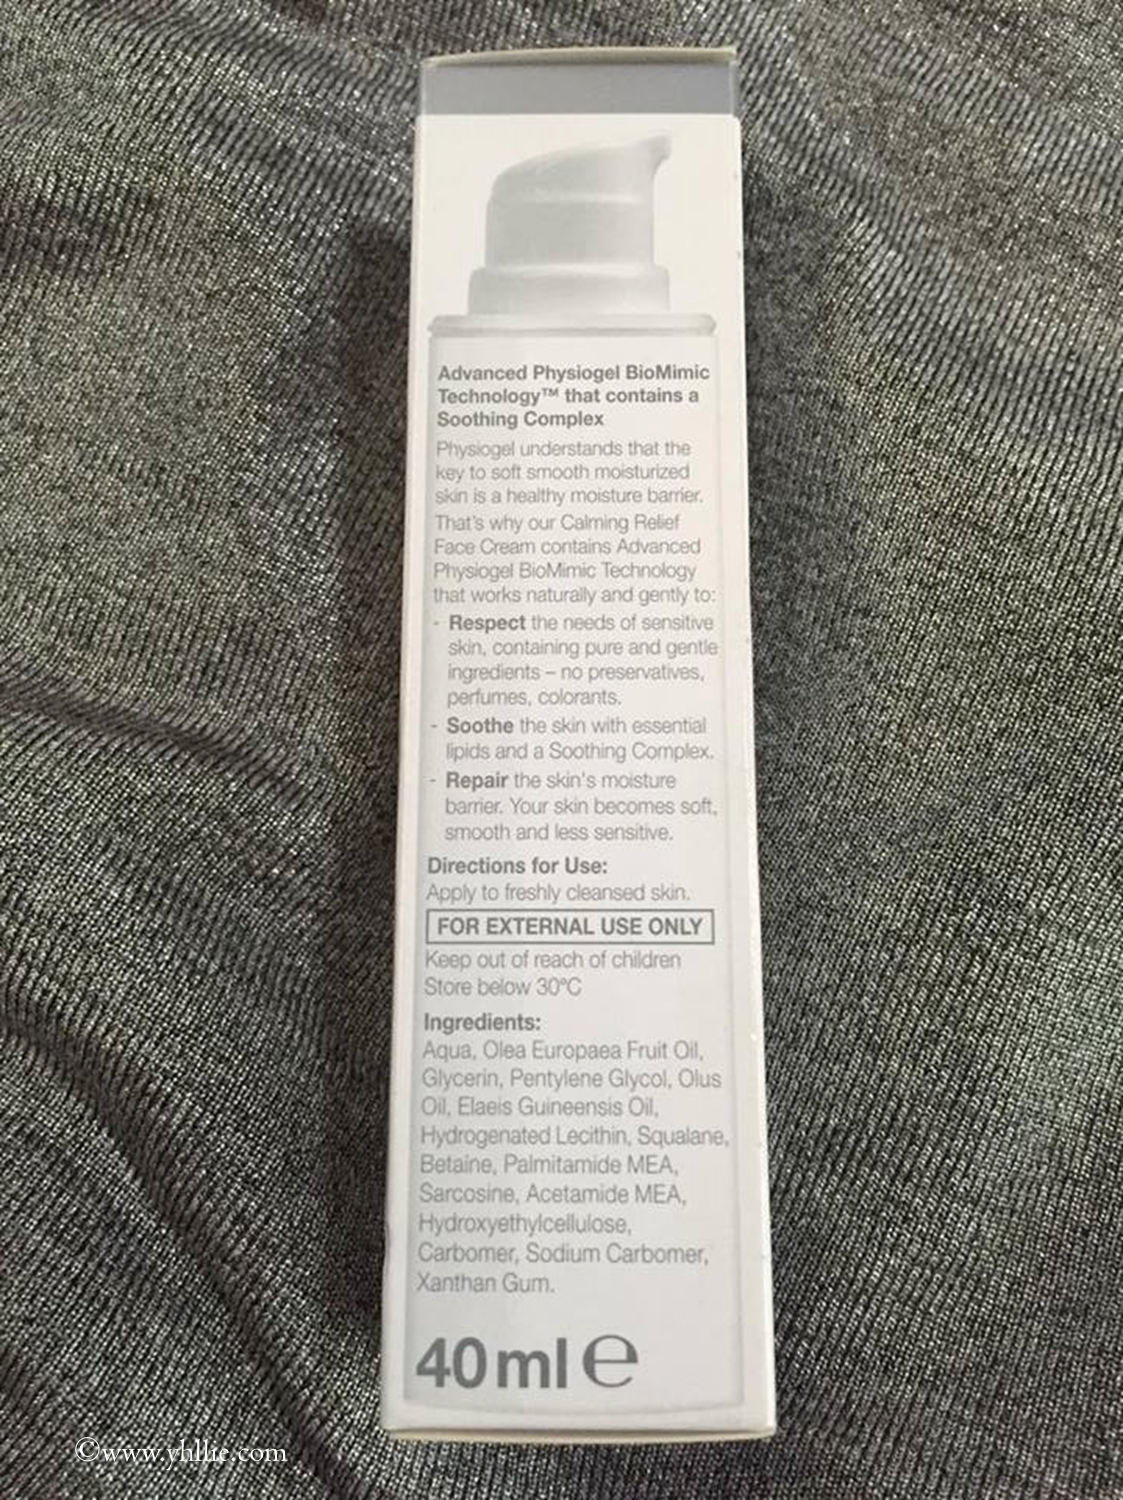 Advanced Physiogel BioMimic
Technology™ that contains a
Soothing Complex
Physiogel understands that the
key to soft smooth moisturized
skin is a healthy moisture barrier.
That's why our Calming Relief
Face Cream contains Advanced
Physiogel BioMimic Technology
that works naturally and gently to:
- Respect the needs of sensitive
skin, containing pure and gentle
ingredients – no preservatives,
perfumes, colorants.
- Soothe the skin with essential
lipids and a Soothing Complex.
- Repair the skin's moisture
barrier. Your skin becomes soft,
smooth and less sensitive.
Directions for Use:
Apply to freshly cleansed skin.
FOR EXTERNAL USE ONLY
Keep out of reach of children
Store below 30°C
Ingredients:
Aqua, Olea Europaea Fruit Oil,
Glycerin, Pentylene Glycol, Olus
Oil, Elaeis Guineensis Oil,
Hydrogenated Lecithin, Squalane,
Betaine, Palmitamide MEA,
Sarcosine, Acetamide MEA,
Hydroxyethylcellulose,
Carbomer, Sodium Carbomer,
Xanthan Gum.
40 ml ℮
©www.yhllie.com